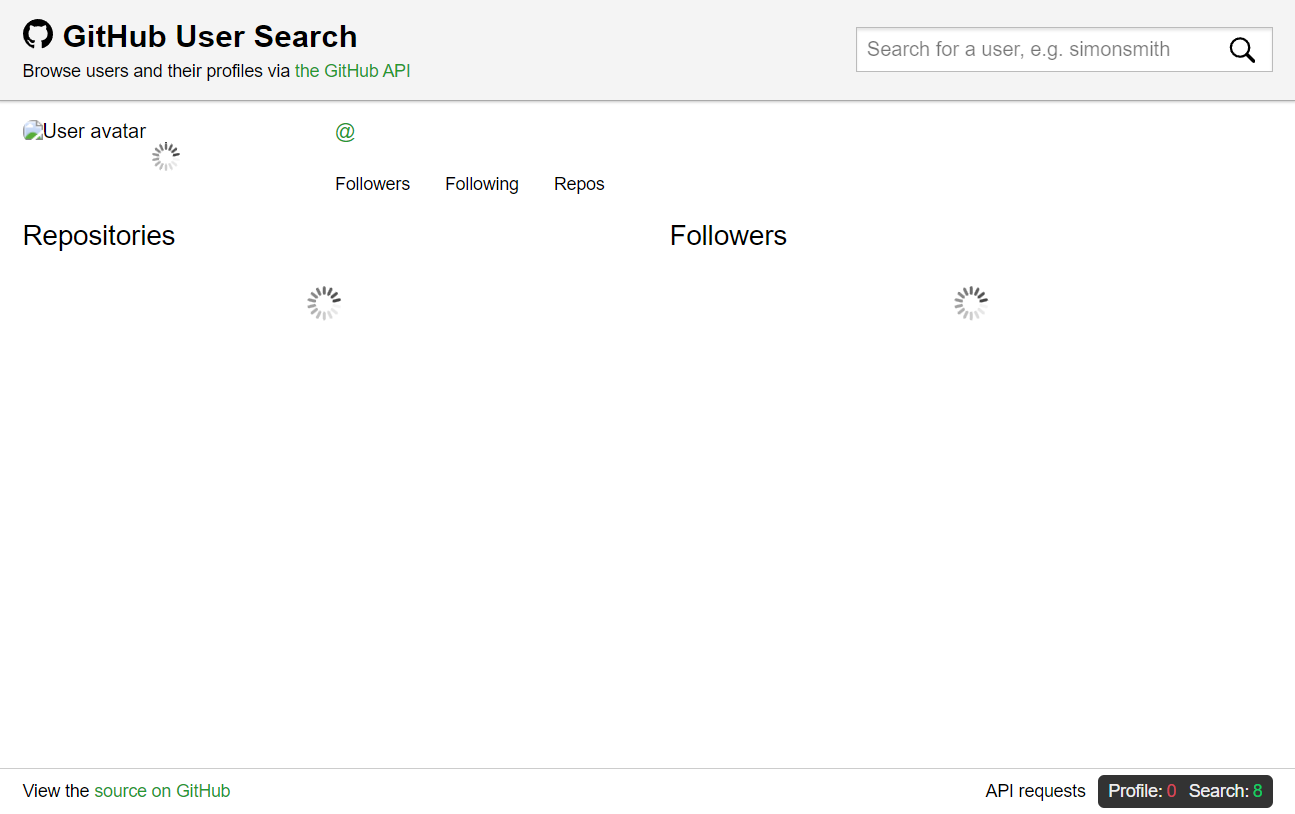 GitHub User Search
Browse users and their profiles via the GitHub API
Search for a user, e.g. simonsmith
User avatar
@
Followers Following Repos
Repositories
Followers
View the source on GitHub
API requests Profile: 0 Search: 8